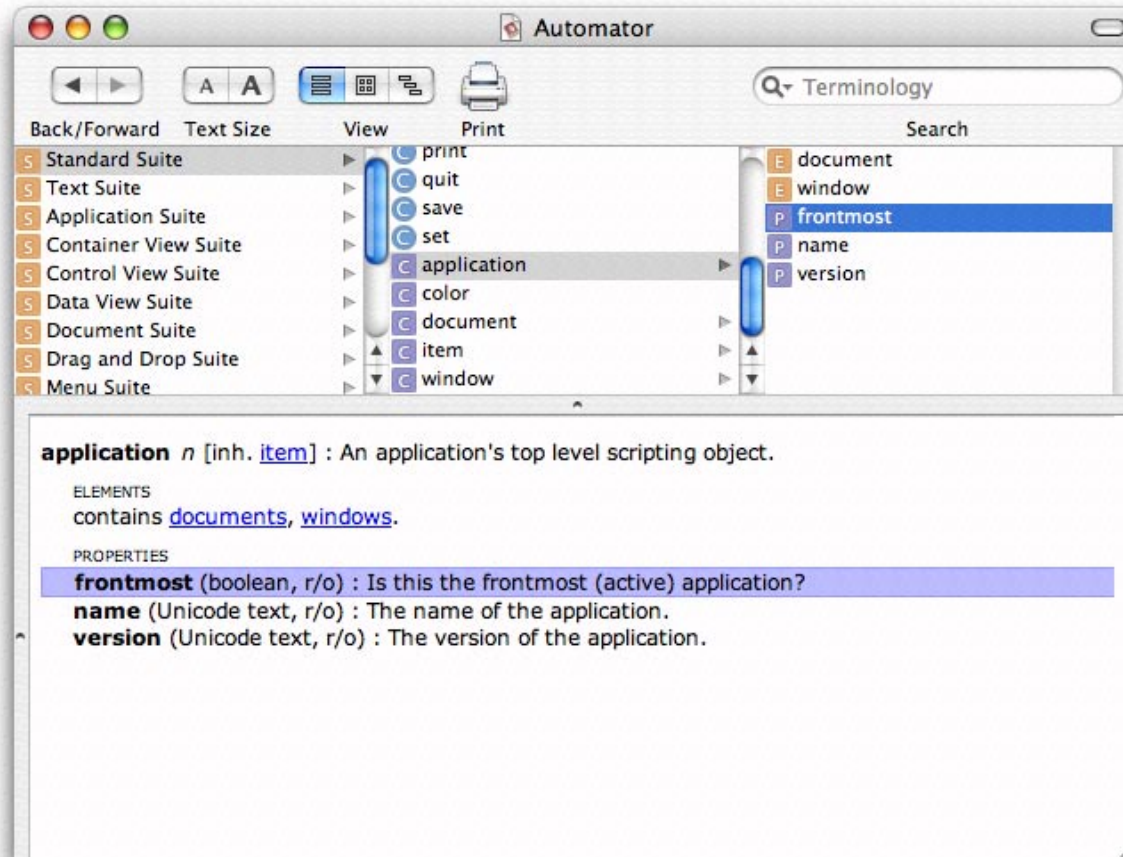 Automator
A A
Back/Forward Text Size View Print
Terminology
Search
S Standard Suite
S Text Suite
S Application Suite
S Container View Suite
S Control View Suite
S Data View Suite
S Document Suite
S Drag and Drop Suite
S Menu Suite
C print
C quit
C save
C set
C application
C color
C document
C item
C window
E document
E window
P frontmost
P name
P version
application n [inh. item] : An application's top level scripting object.
ELEMENTS
contains documents, windows.
PROPERTIES
frontmost (boolean, r/o) : Is this the frontmost (active) application?
name (Unicode text, r/o) : The name of the application.
version (Unicode text, r/o) : The version of the application.